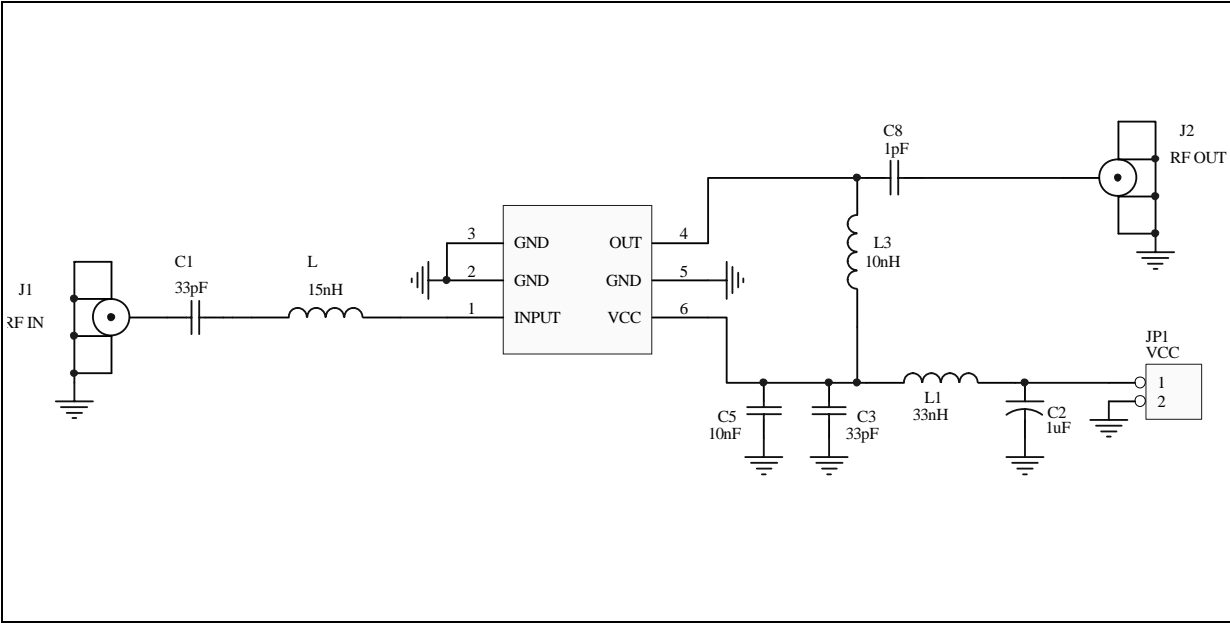 C8
1pF
J2
RF OUT
3 GND OUT 4
L3
10nH
2 GND GND 5
C1
33pF
L
15nH
J1
RF IN
1 INPUT VCC 6
JP1
VCC
1
2
L1
33nH
C5
10nF
C3
33pF
C2
1uF